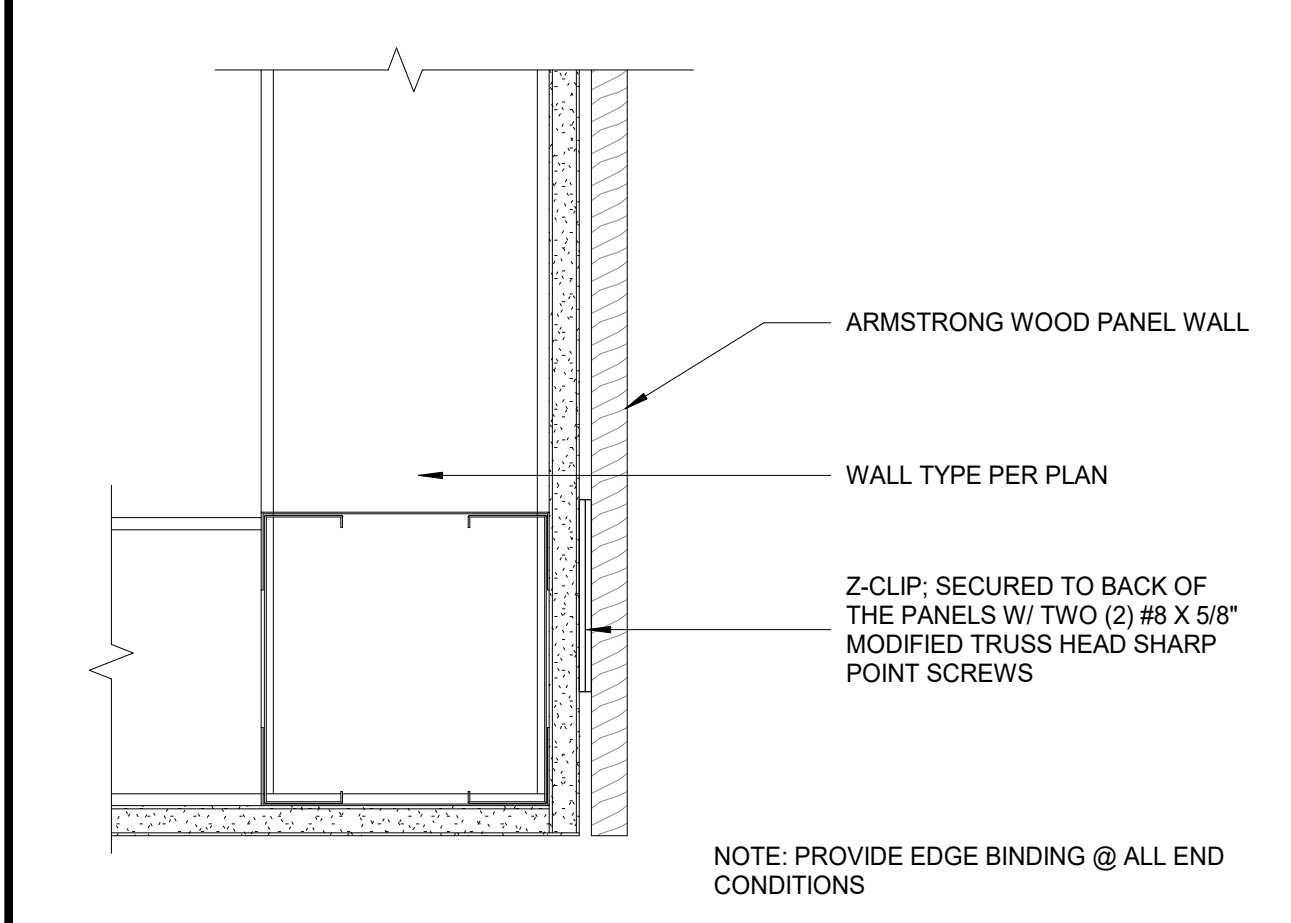 ARMSTRONG WOOD PANEL WALL
WALL TYPE PER PLAN
Z-CLIP; SECURED TO BACK OF
THE PANELS W/ TWO (2) #8 X 5/8"
MODIFIED TRUSS HEAD SHARP
POINT SCREWS
NOTE: PROVIDE EDGE BINDING @ ALL END
CONDITIONS